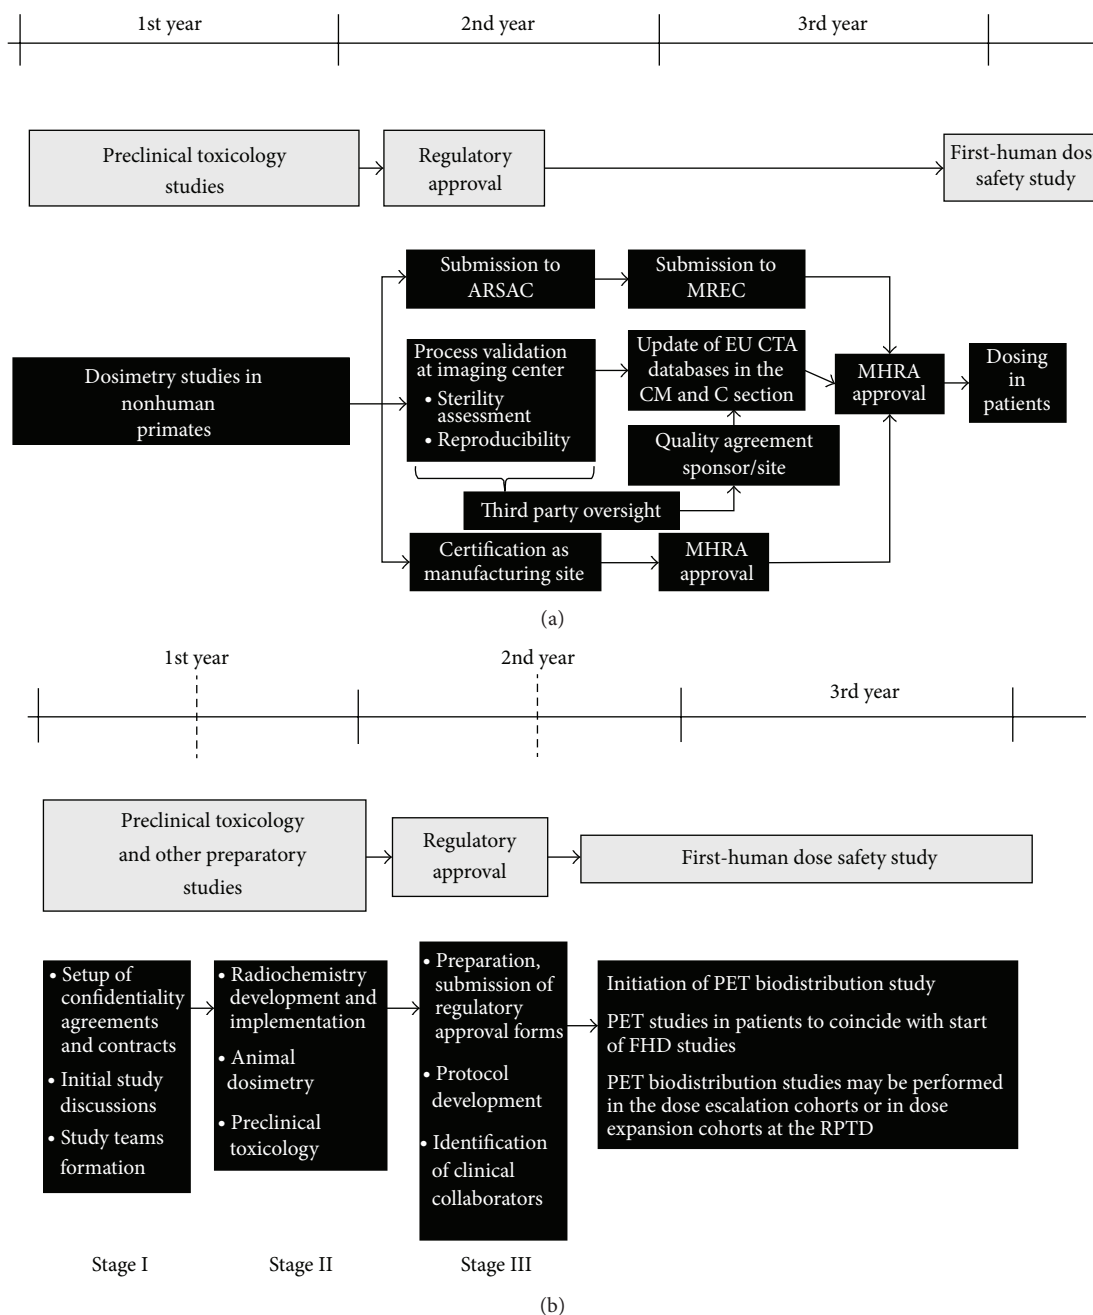 1st year
2nd year
3rd year
Preclinical toxicology
studies
Regulatory
approval
First-human dose
safety study
Submission to
ARSAC
Submission to
MREC
Dosimetry studies in
nonhuman
primates
Process validation
at imaging center
• Sterility
assessment
• Reproducibility
Update of EU CTA
databases in the
CM and C section
MHRA
approval
Dosing
in
patients
Quality agreement
sponsor/site
Third party oversight
Certification as
manufacturing site
MHRA
approval
(a)
1st year
2nd year
3rd year
Preclinical toxicology
and other preparatory
studies
Regulatory
approval
First-human dose safety study
• Setup of
confidentiality
agreements
and contracts
• Initial study
discussions
• Study teams
formation
• Radiochemistry
development and
implementation
• Animal
dosimetry
• Preclinical
toxicology
• Preparation,
submission of
regulatory
approval forms
• Protocol
development
• Identification
of clinical
collaborators
Initiation of PET biodistribution study
PET studies in patients to coincide with start
of FHD studies
PET biodistribution studies may be performed
in the dose escalation cohorts or in dose
expansion cohorts at the RPTD
Stage I
Stage II
Stage III
(b)